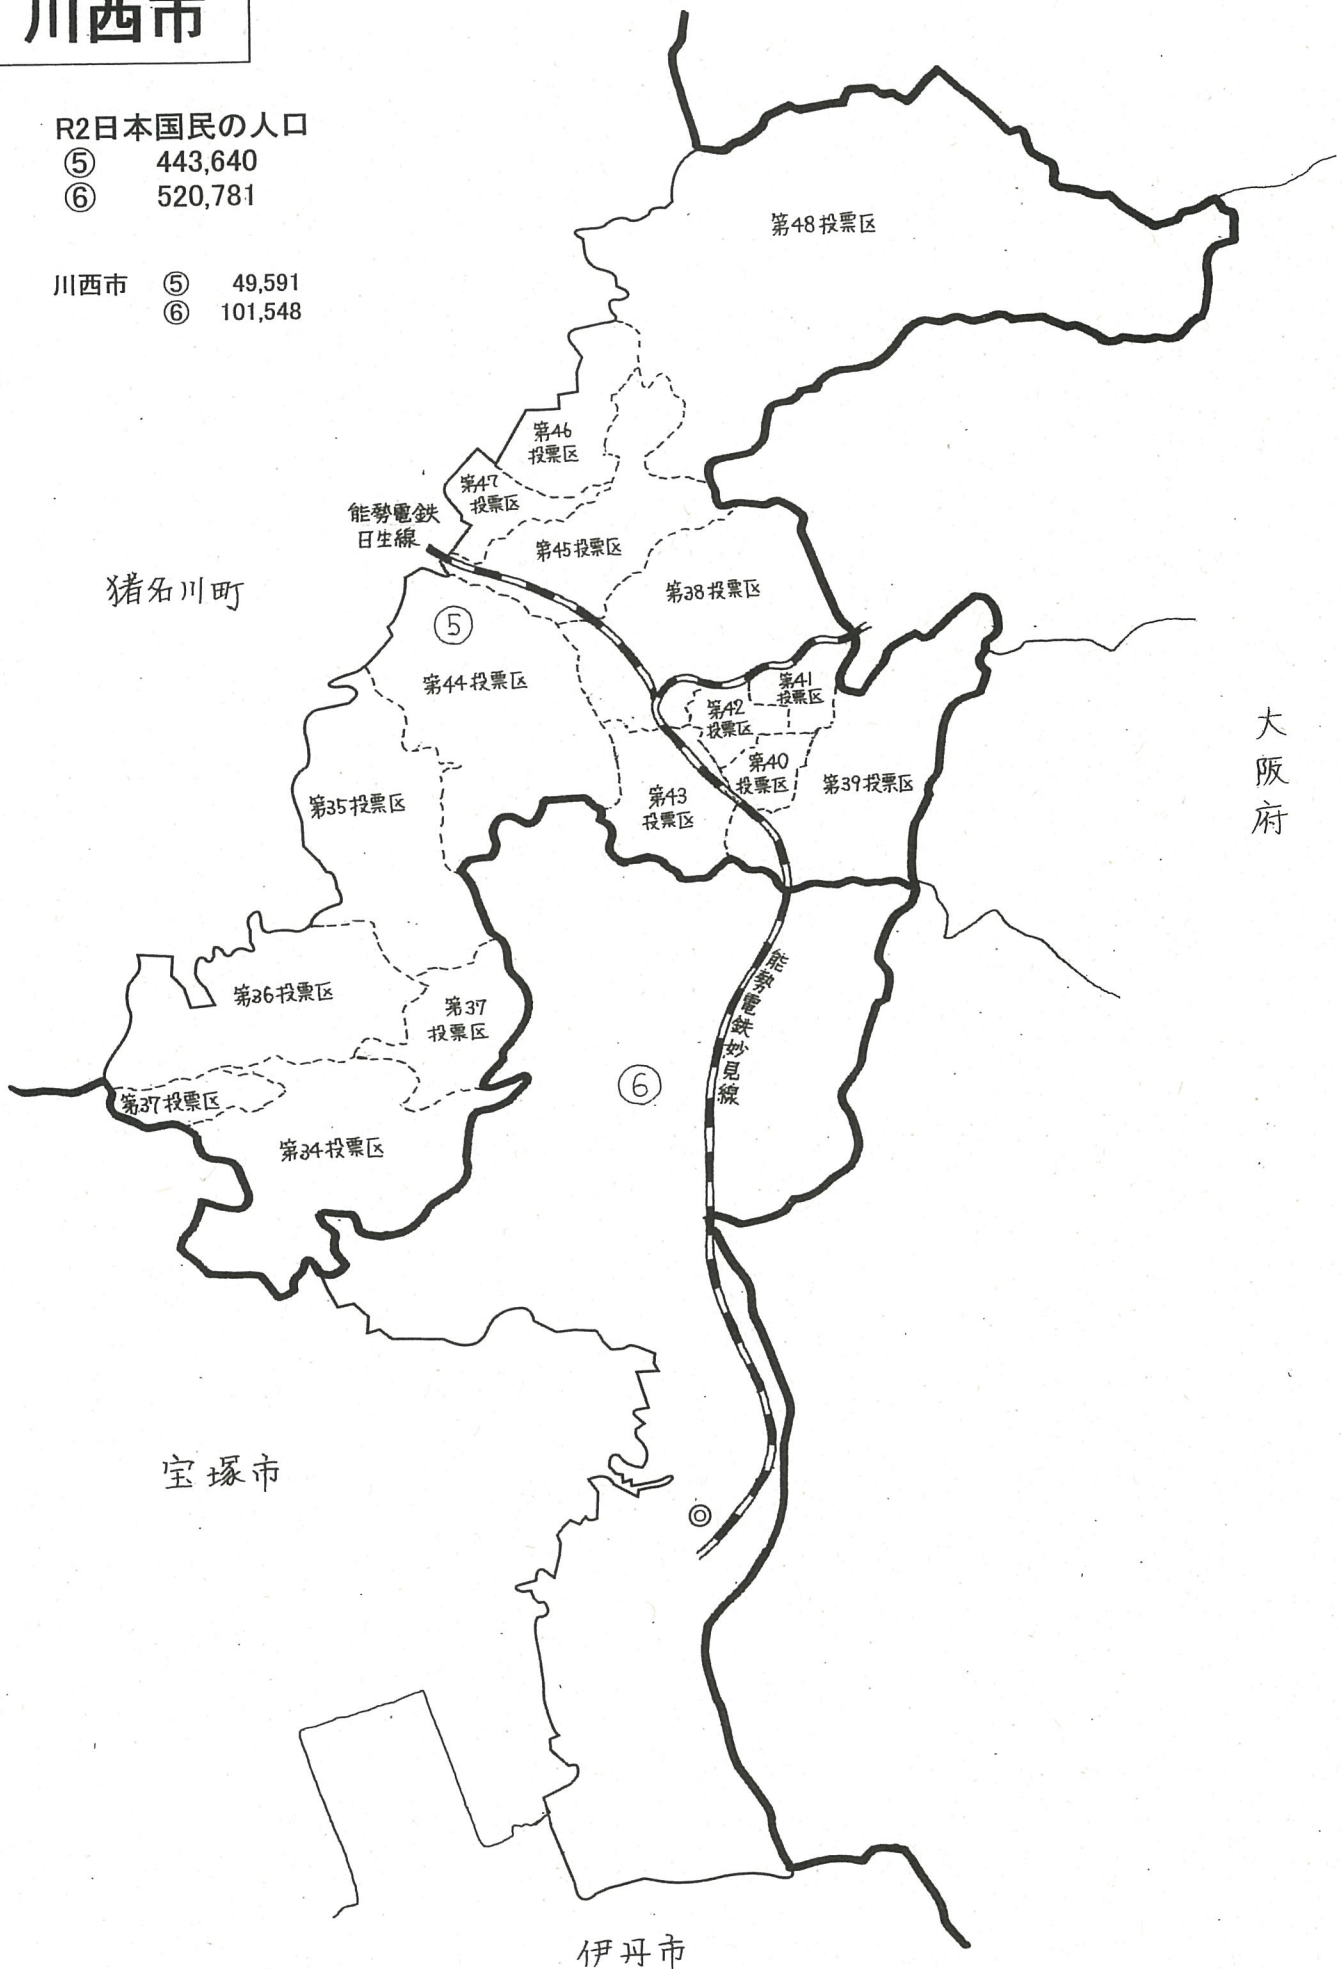 川西市
R2日本国民の人口
⑤ 443,640
⑥ 520,781
川西市 ⑤ 49,591
⑥ 101,548
第48投票区
第46
投票区
第47
投票区
能勢電鉄
日生線
第45投票区
第38投票区
猪名川町
⑤
第44投票区
第41
投票区
第42
投票区
第40
投票区
第39投票区
第43
投票区
第35投票区
大阪府
第36投票区
第37
投票区
能勢電鉄妙見線
⑥
第37投票区
第34投票区
宝塚市
伊丹市